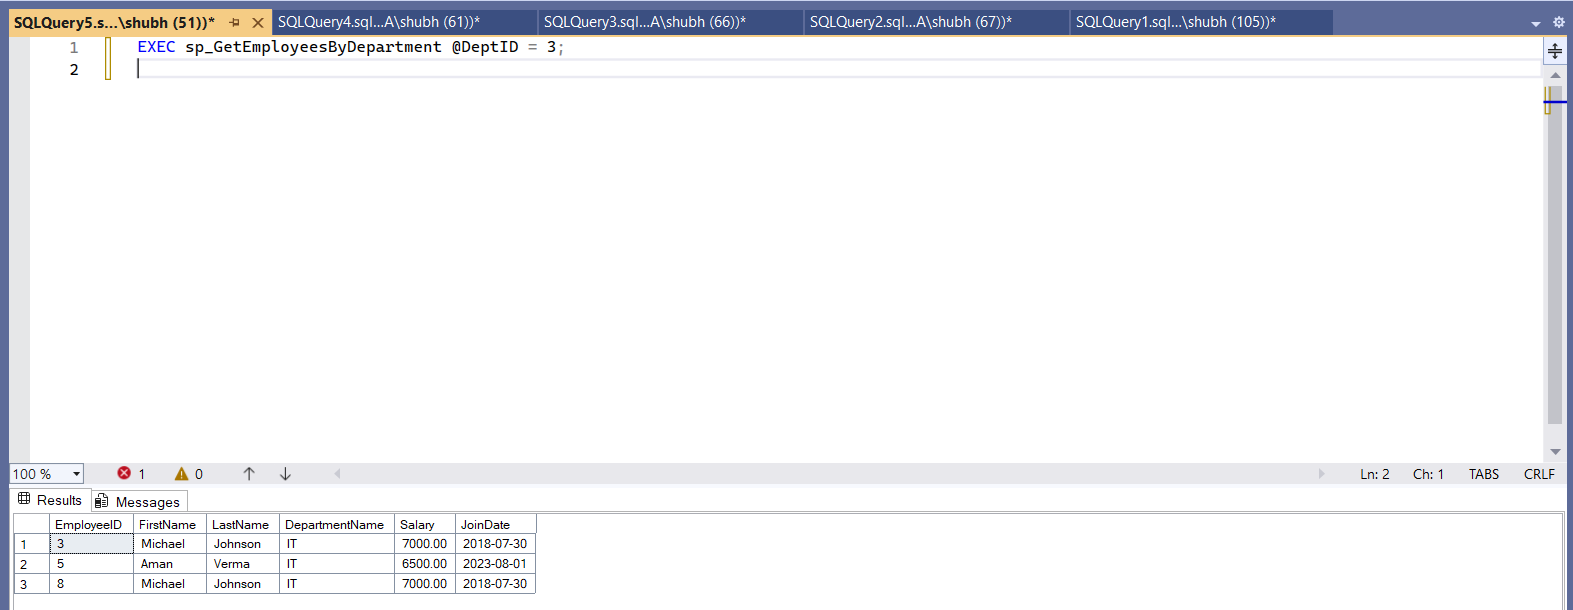 SQLQuery5.s...\shubh (51))* SQLQuery4.sql...A\shubh (61))* SQLQuery3.sql...A\shubh (66))* SQLQuery2.sql...A\shubh (67))* SQLQuery1.sql...\shubh (105))*
1 EXEC sp_GetEmployeesByDepartment @DeptID = 3;
2
100 % 1 0 Ln: 2 Ch: 1 TABS CRLF
Results Messages
EmployeeID FirstName LastName DepartmentName Salary JoinDate
1 3 Michael Johnson IT 7000.00 2018-07-30
2 5 Aman Verma IT 6500.00 2023-08-01
3 8 Michael Johnson IT 7000.00 2018-07-30